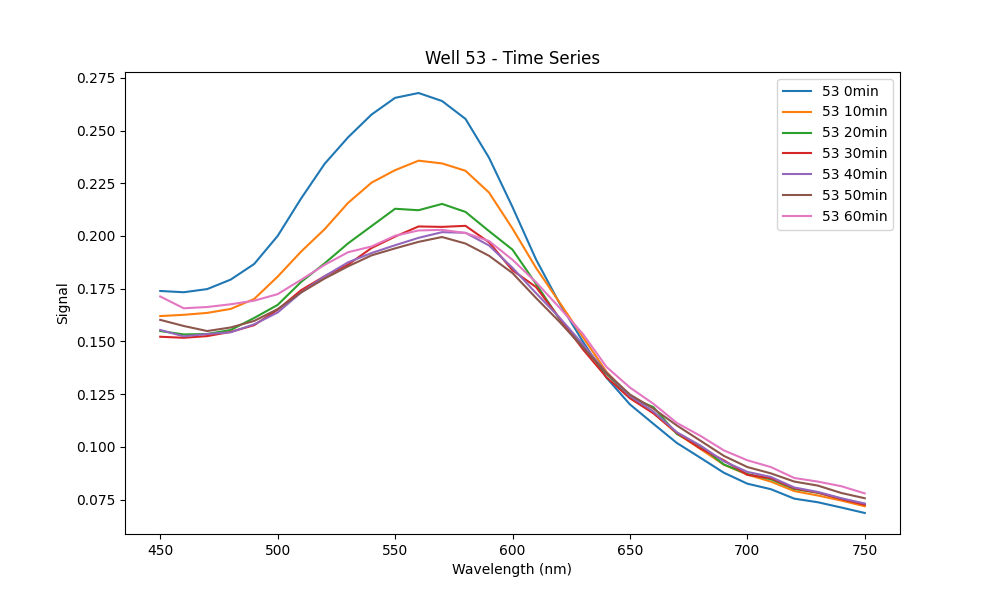 Well 53 - Time Series
0.275
0.250
0.225
0.200
0.175
0.150
0.125
0.100
0.075
Signal
53 0min
53 10min
53 20min
53 30min
53 40min
53 50min
53 60min
450 500 550 600 650 700 750
Wavelength (nm)